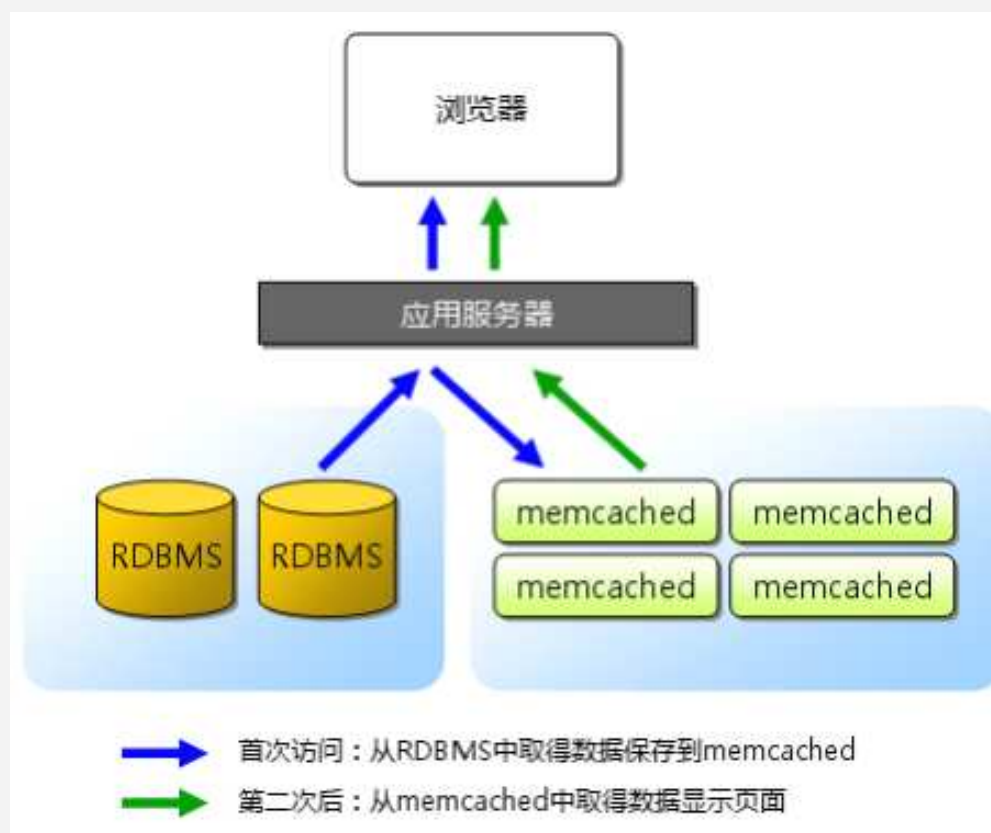 浏览器
应用服务器
RDBMS
RDBMS
memcached
memcached
memcached
memcached
首次访问：从RDBMS中取得数据保存到memcached
第二次后：从memcached中取得数据显示页面